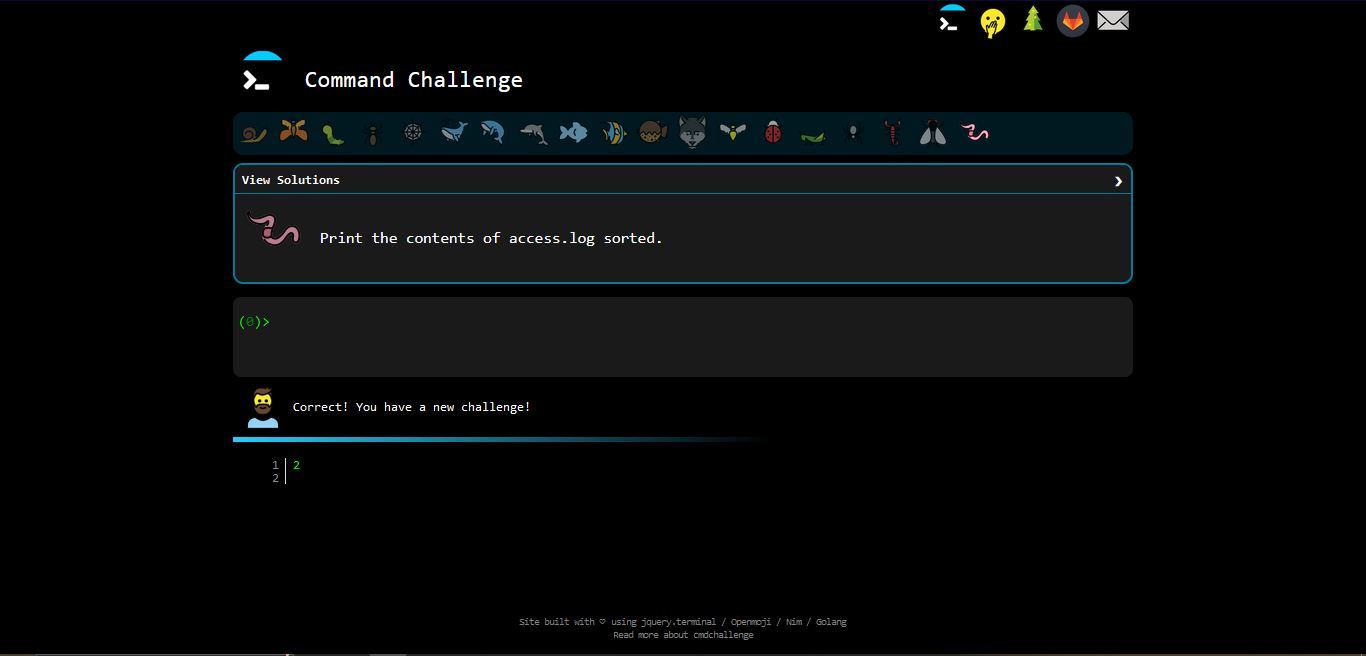 Command Challenge
View Solutions
Print the contents of access.log sorted.
(0)>
Correct! You have a new challenge!
1 2
2
Site built with ♡ using jquery.terminal / Openmoji / Nim / Golang
Read more about cmdchallenge